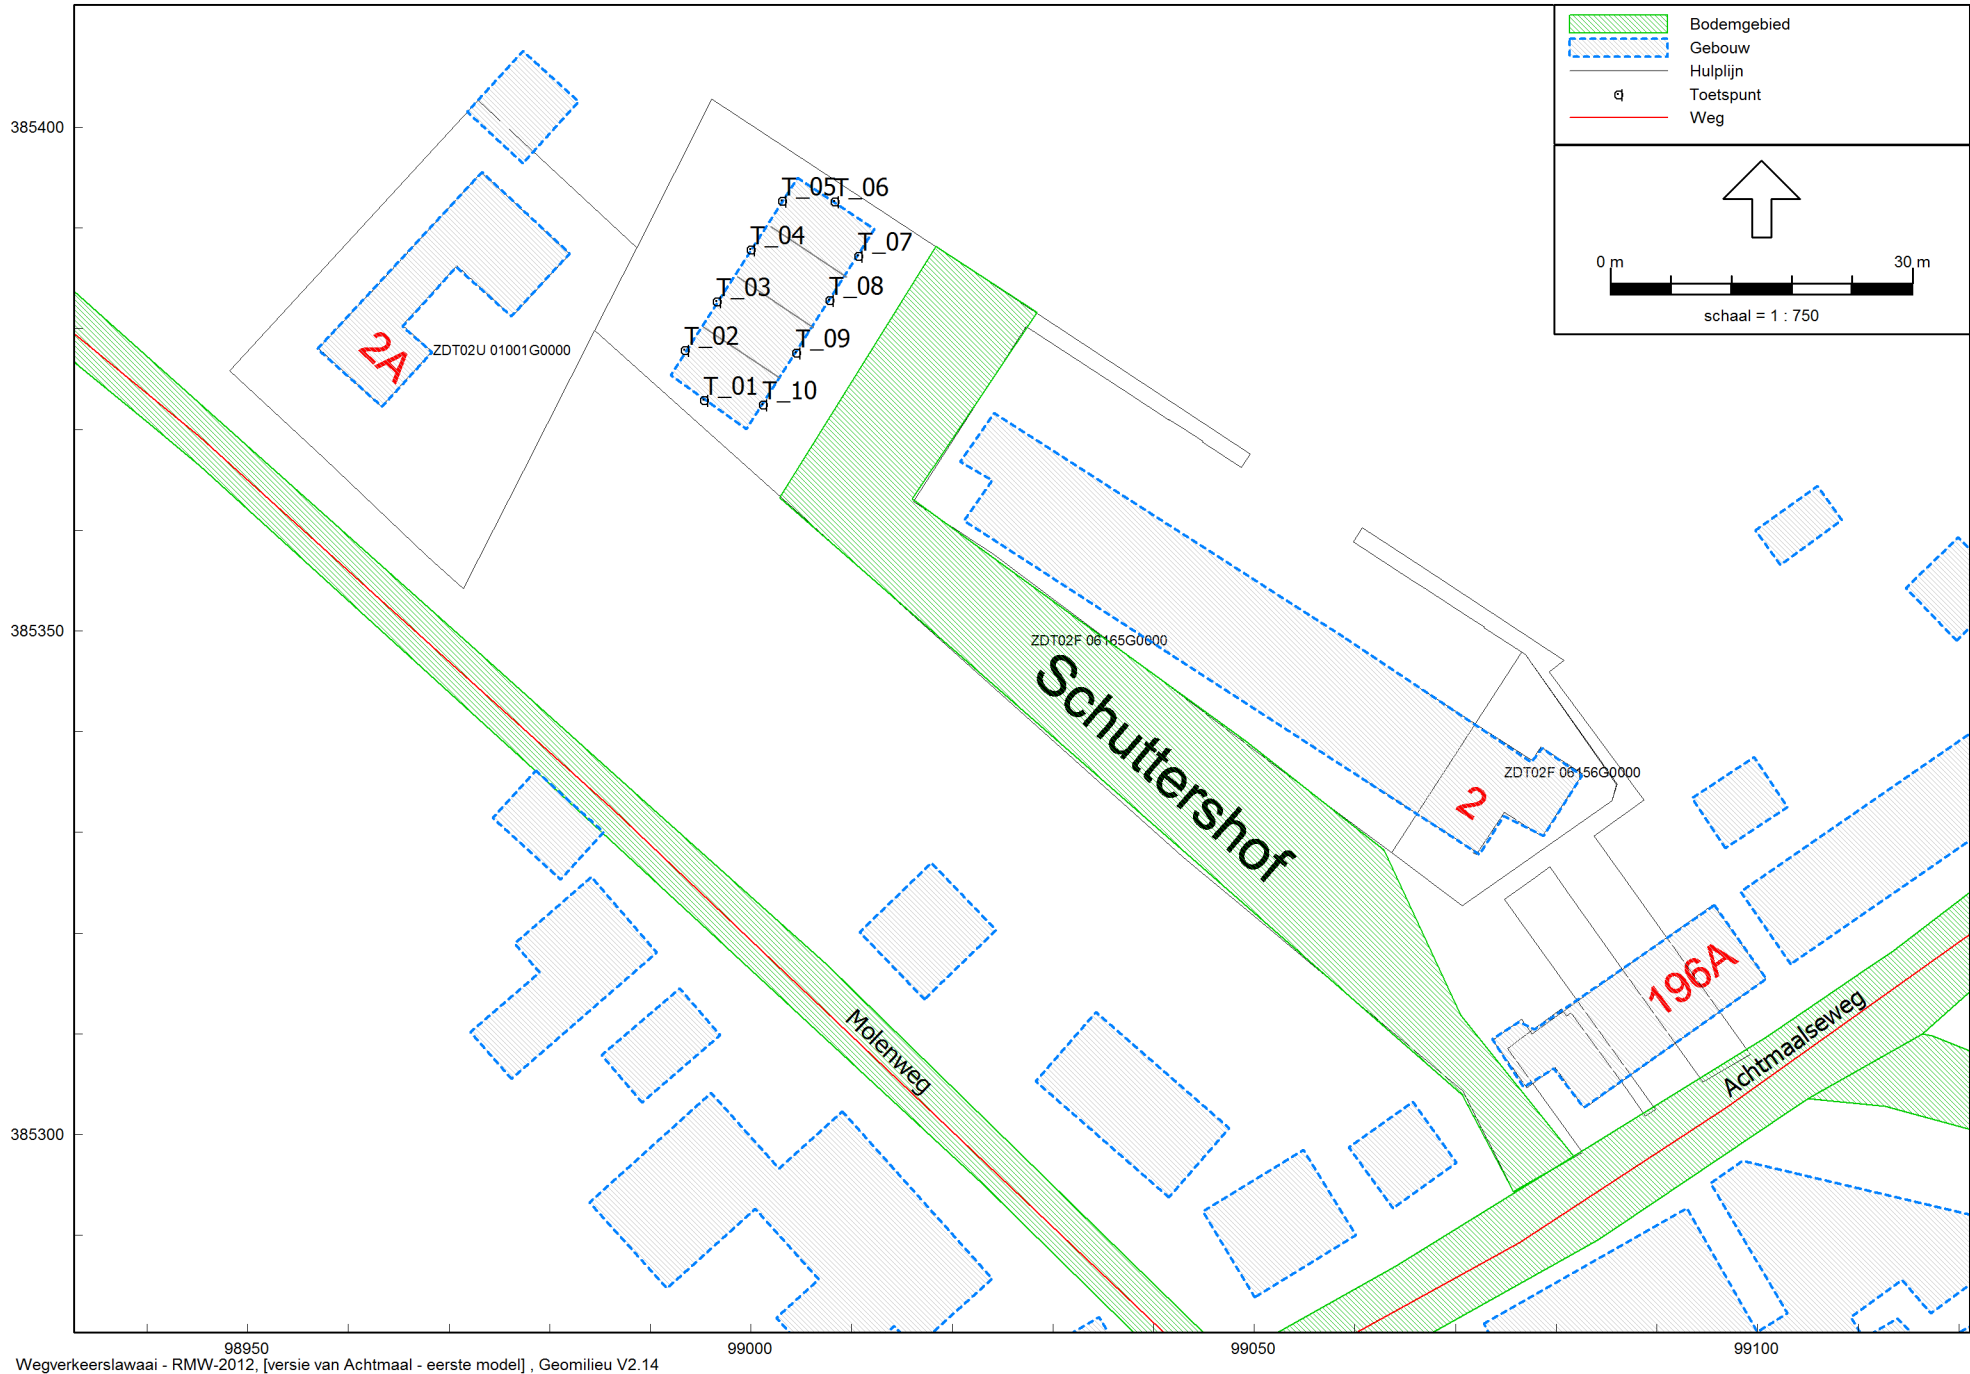 Bodemgebied
Gebouw
Hulplijn
Toetspunt
Weg
0 m 30 m
schaal = 1 : 750
385400
385350
385300
T_05
T_06
T_04
T_07
T_03
T_08
T_02
T_09
T_01
T_10
2A
ZDT02U 01001G0000
ZDT02F 06165G0000
Schuttershof
ZDT02F 06156G0000
2
196A
Molenweg
Achtmaalseweg
98950 99000 99050 99100
Wegverkeerslawaai - RMW-2012, [versie van Achtmaal - eerste model] , Geomilieu V2.14